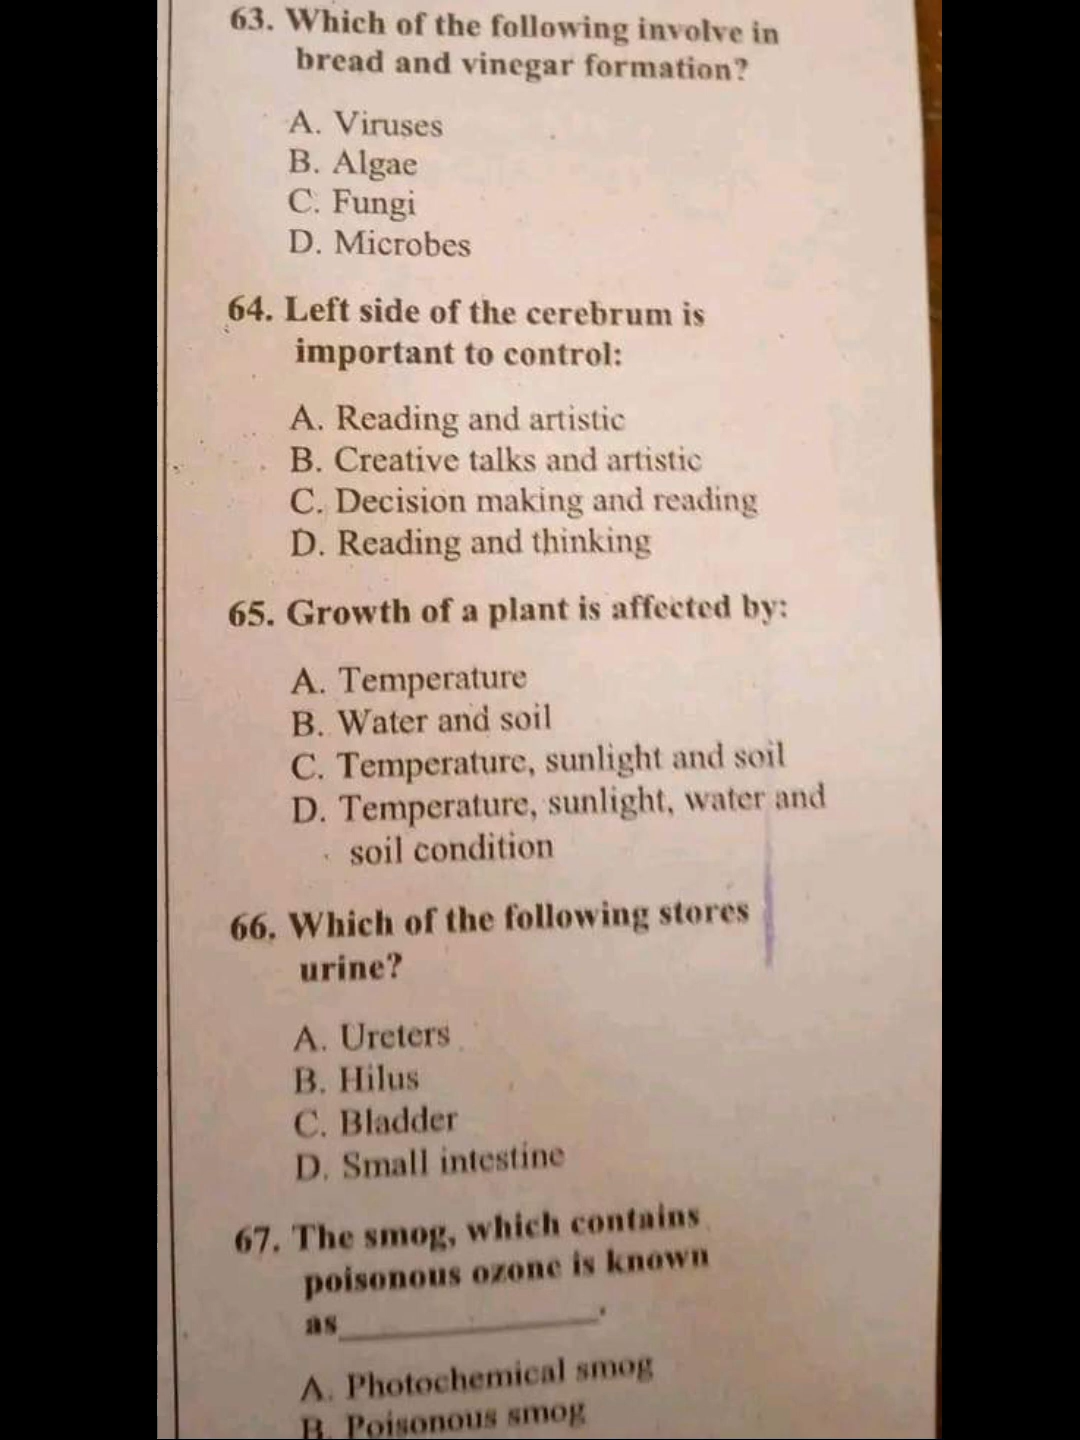 63. Which of the following involve in
bread and vinegar formation?
A. Viruses
B. Algae
C. Fungi
D. Microbes
64. Left side of the cerebrum is
important to control:
A. Reading and artistic
B. Creative talks and artistic
C. Decision making and reading
D. Reading and thinking
65. Growth of a plant is affected by:
A. Temperature
B. Water and soil
C. Temperature, sunlight and soil
D. Temperature, sunlight, water and
soil condition
66. Which of the following stores
urine?
A. Ureters
B. Hilus
C. Bladder
D. Small intestine
67. The smog, which contains
poisonous ozone is known
as______________.
A. Photochemical smog
B. Poisonous smog